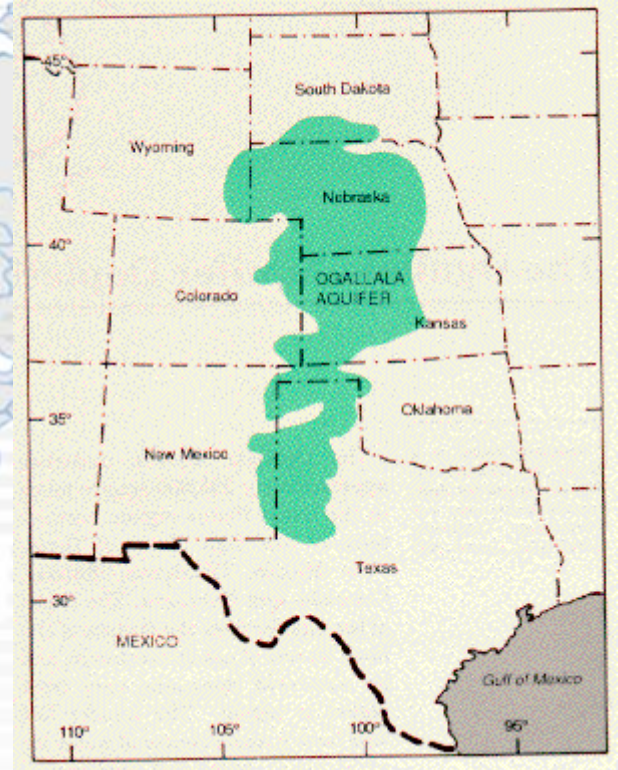 45°
South Dakota
Wyoming
Nebraska
40°
OGALLALA
AQUIFER
Colorado
Kansas
35°
Oklahoma
New Mexico
Texas
30°
MEXICO
Gulf of Mexico
110°
105°
100°
95°